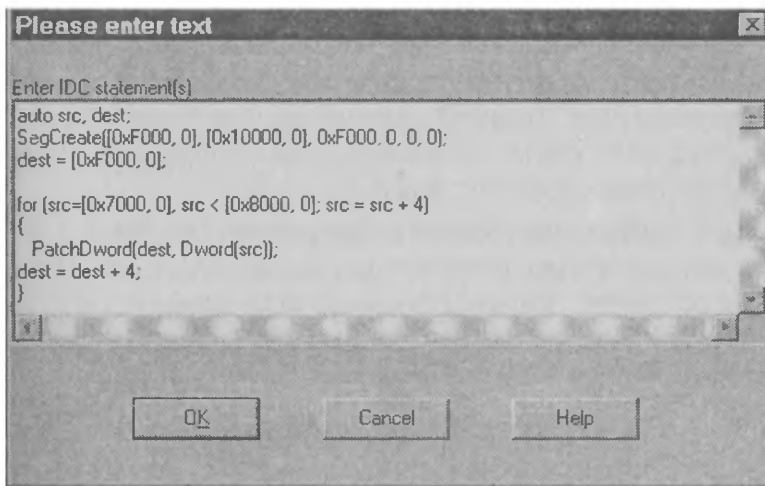 Please enter text
Enter IDC statement(s)
auto src, dest;
SegCreate([0xF000, 0], [0x10000, 0], 0xF000, 0, 0, 0);
dest = [0xF000, 0];
for (src=[0x7000, 0], src < [0x8000, 0]; src = src + 4)
{
PatchDword(dest, Dword(src));
dest = dest + 4;
}
OK
Cancel
Help